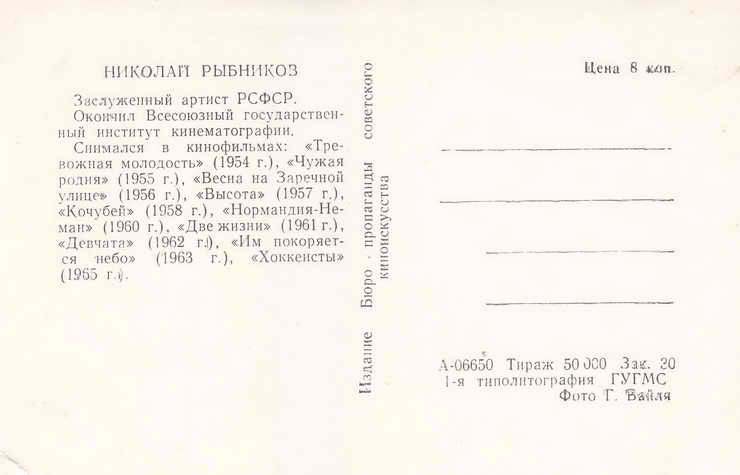 НИКОЛАЙ РЫБНИКОВ
Заслуженный артист РСФСР.
Окончил Всесоюзный государствен-
ный институт кинематографии.
Снимался в кинофильмах: «Тре-
вожная молодость» (1954 г.), «Чужая
родня» (1955 г.), «Весна на Заречной
улице» (1956 г.), «Высота» (1957 г.),
«Кочубей» (1958 г.), «Нормандия-Не-
ман» (1960 г.), «Две жизни» (1961 г.),
«Девчата» (1962 г.), «Им покоряет-
ся небо» (1963 г.), «Хоккеисты»
(1965 г.).
Издание Бюро пропаганды советского
киноискусства
Цена 8 коп.
А-06650 Тираж 50 000 Зак. 20
1-я типолитография ГУГМС
Фото Г. Вайля